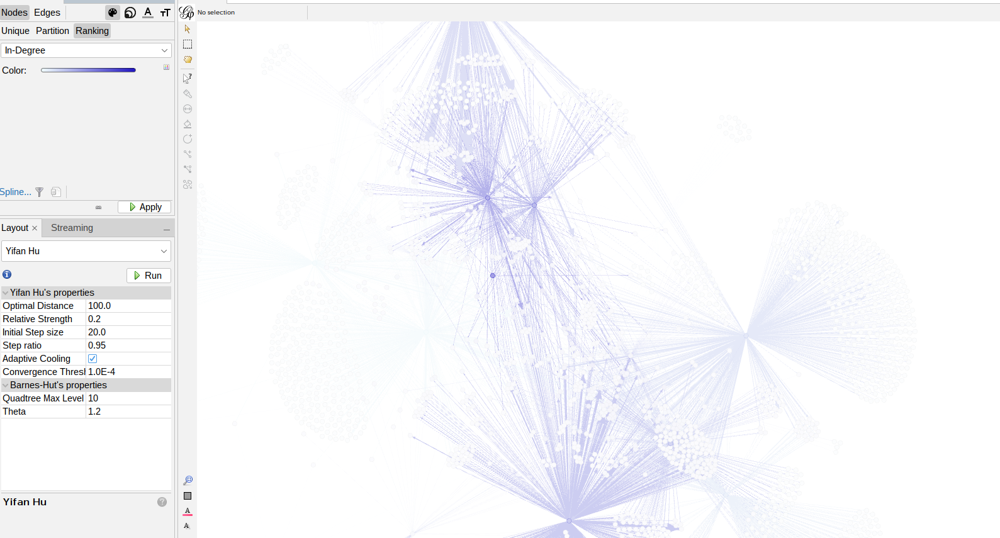 Nodes Edges A TT
No selection
Unique Partition Ranking
In-Degree
Color:
Spline...
Apply
Layout Streaming
Yifan Hu
Run
Yifan Hu's properties
Optimal Distance 100.0
Relative Strength 0.2
Initial Step size 20.0
Step ratio 0.95
Adaptive Cooling
Convergence Thresh 1.0E-4
Barnes-Hut's properties
Quadtree Max Level 10
Theta 1.2
Yifan Hu
A
A